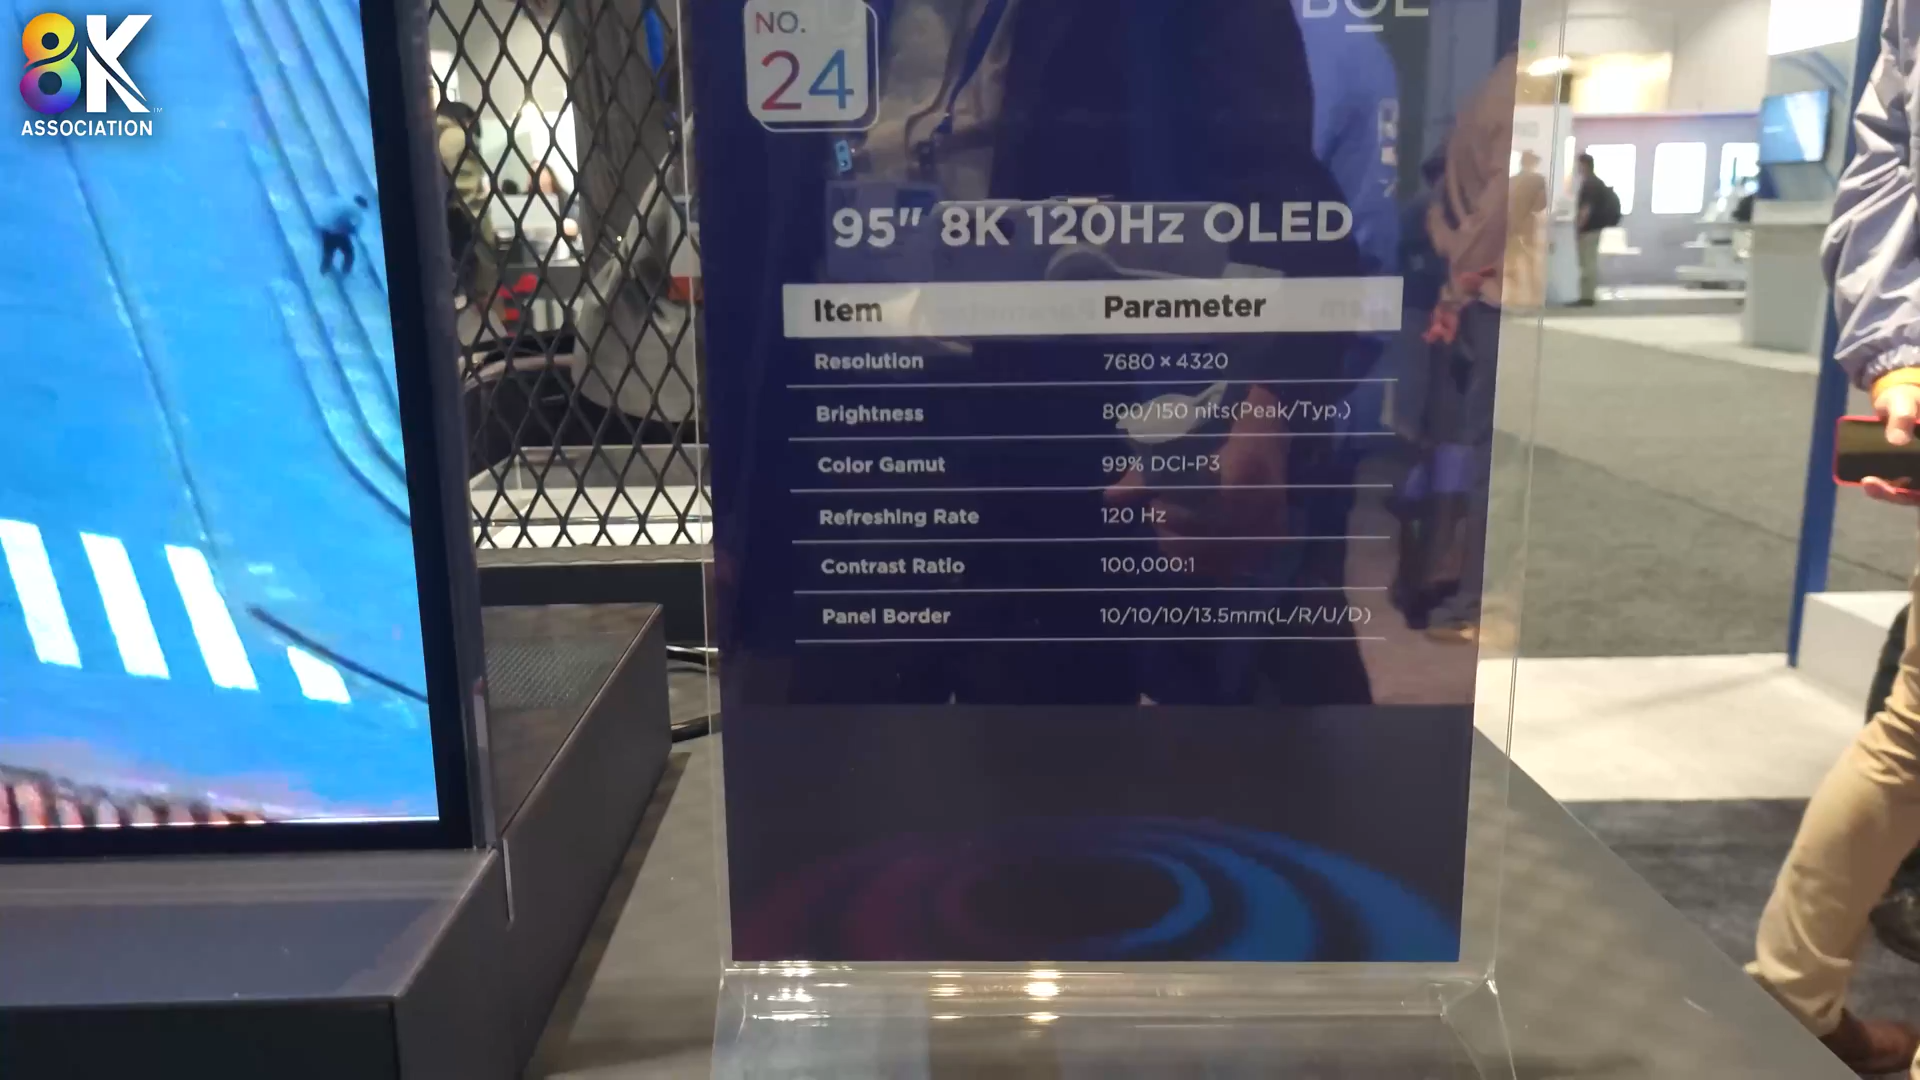 8K
ASSOCIATION
BOE
NO.
24
95" 8K 120Hz OLED
Item Parameter
Resolution 7680 × 4320
Brightness 800/150 nits(Peak/Typ.)
Color Gamut 99% DCI-P3
Refreshing Rate 120 Hz
Contrast Ratio 100,000:1
Panel Border 10/10/10/13.5mm(L/R/U/D)